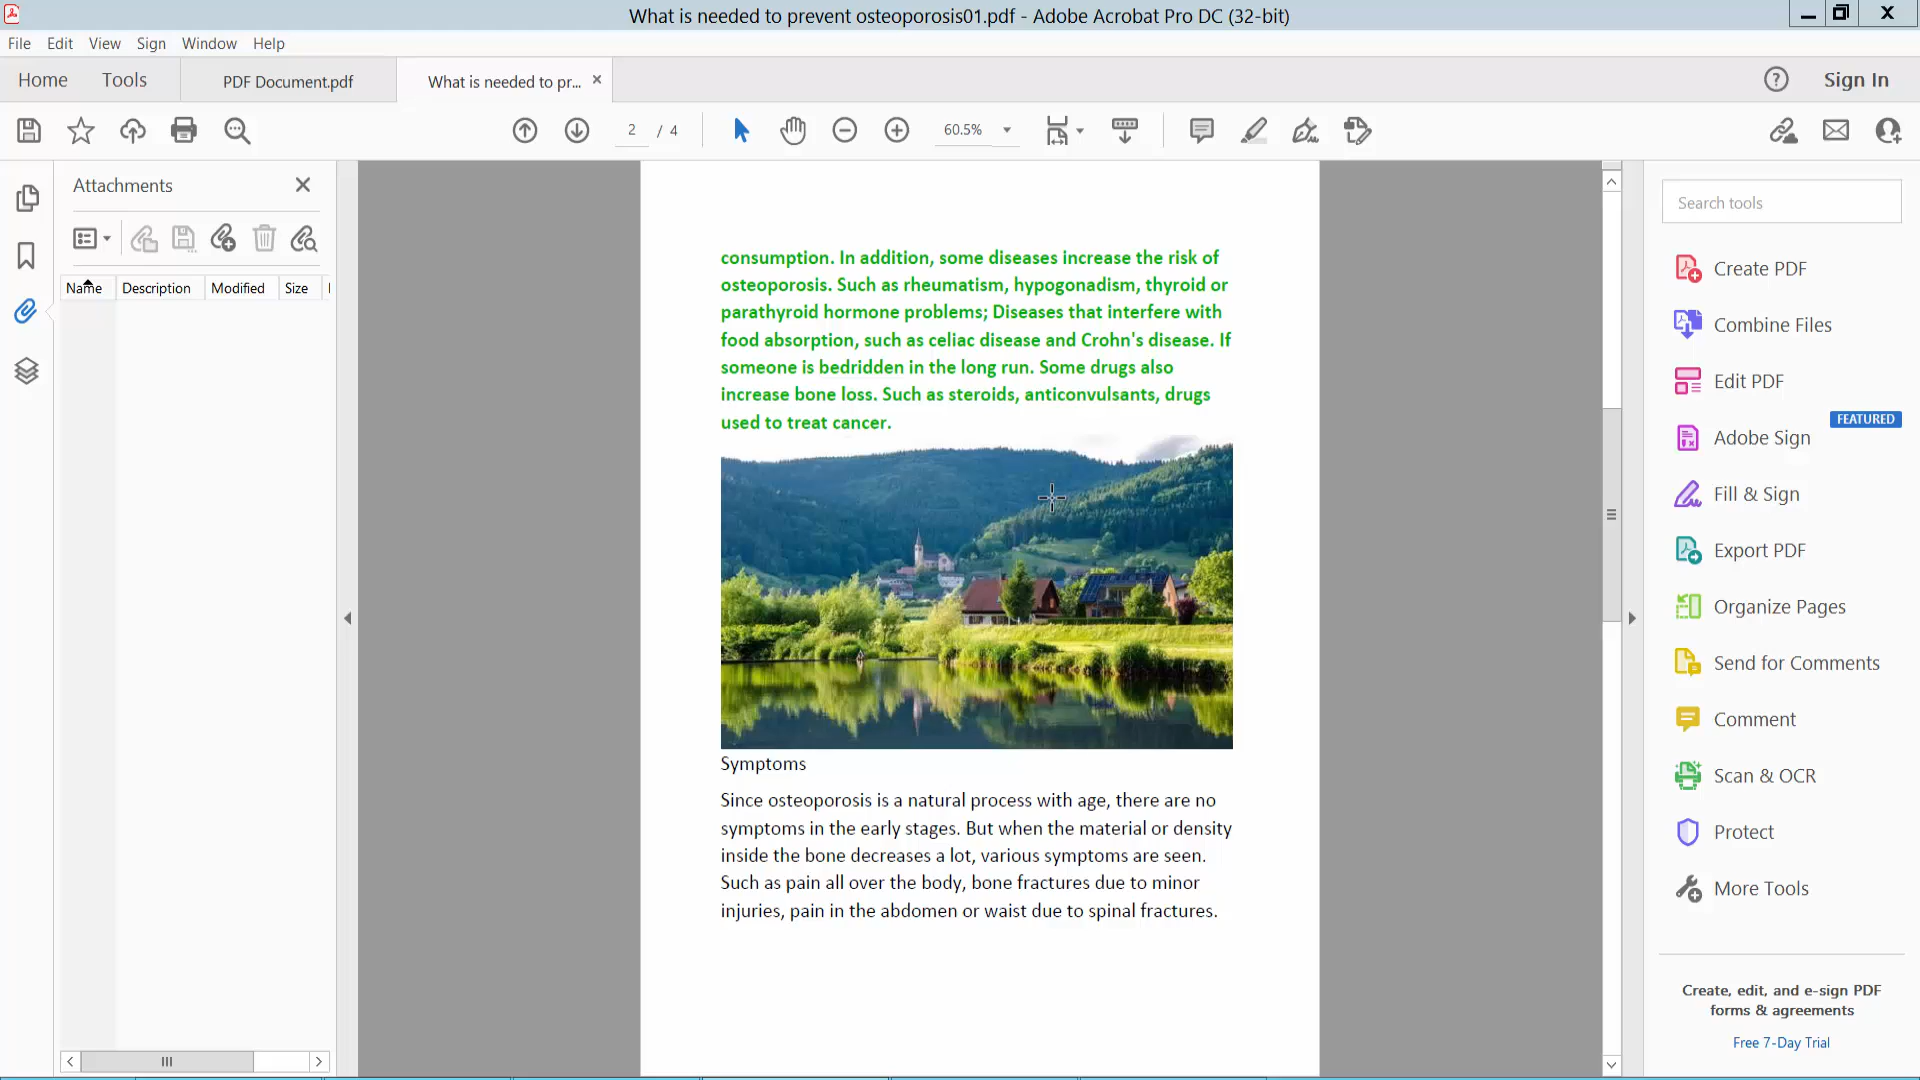 What is needed to prevent osteoporosis01.pdf - Adobe Acrobat Pro DC (32-bit)
File Edit View Sign Window Help
Home Tools PDF Document.pdf What is needed to pr... × Sign In
2 / 4 60.5%
Attachments
Name Description Modified Size
consumption. In addition, some diseases increase the risk of
osteoporosis. Such as rheumatism, hypogonadism, thyroid or
parathyroid hormone problems; Diseases that interfere with
food absorption, such as celiac disease and Crohn's disease. If
someone is bedridden in the long run. Some drugs also
increase bone loss. Such as steroids, anticonvulsants, drugs
used to treat cancer.
Symptoms
Since osteoporosis is a natural process with age, there are no
symptoms in the early stages. But when the material or density
inside the bone decreases a lot, various symptoms are seen.
Such as pain all over the body, bone fractures due to minor
injuries, pain in the abdomen or waist due to spinal fractures.
Search tools
Create PDF
Combine Files
Edit PDF
FEATURED
Adobe Sign
Fill & Sign
Export PDF
Organize Pages
Send for Comments
Comment
Scan & OCR
Protect
More Tools
Create, edit, and e-sign PDF
forms & agreements
Free 7-Day Trial